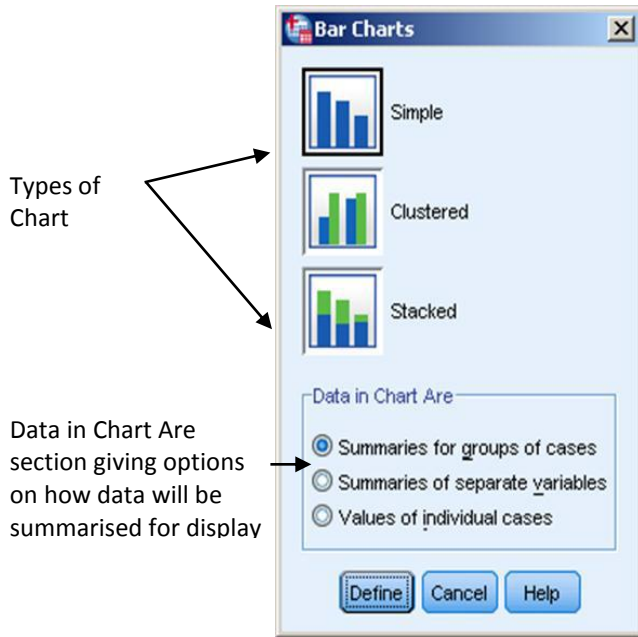 Bar Charts
Simple
Types of
Chart
Clustered
Stacked
Data in Chart Are
Data in Chart Are
section giving options
on how data will be
summarised for display
Summaries for groups of cases
Summaries of separate variables
Values of individual cases
Define Cancel Help